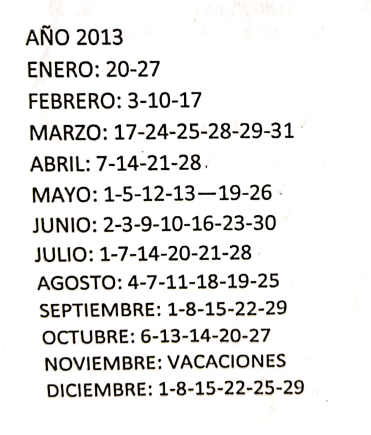 AÑO 2013
ENERO: 20-27
FEBRERO: 3-10-17
MARZO: 17-24-25-28-29-31
ABRIL: 7-14-21-28
MAYO: 1-5-12-13—19-26
JUNIO: 2-3-9-10-16-23-30
JULIO: 1-7-14-20-21-28
AGOSTO: 4-7-11-18-19-25
SEPTIEMBRE: 1-8-15-22-29
OCTUBRE: 6-13-14-20-27
NOVIEMBRE: VACACIONES
DICIEMBRE: 1-8-15-22-25-29